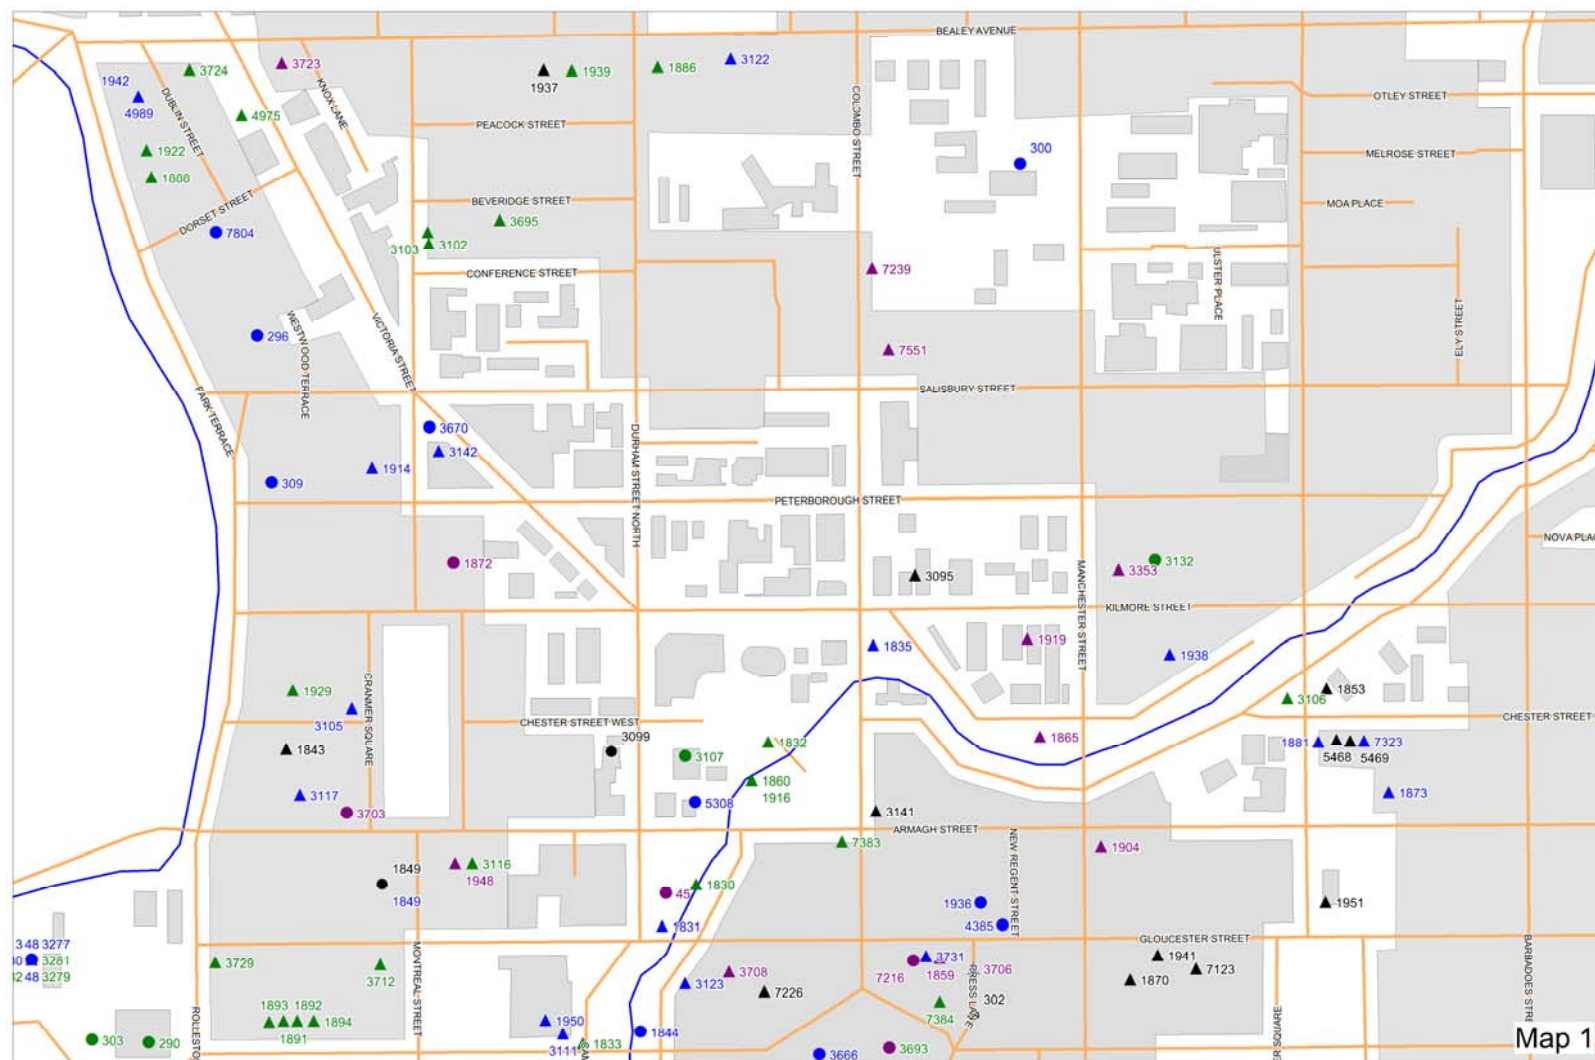 BEALEY AVENUE
3723
3724
1937
1939
1886
3122
1942
4989
DUBLIN STREET
KNOX LANE
4975
PEACOCK STREET
COLOMBO STREET
OTLEY STREET
1922
1888
300
MELROSE STREET
DORSET STREET
BEVERIDGE STREET
MOA PLACE
7804
3695
3103
3102
CONFERENCE STREET
7239
ULSTER PLACE
296
WESTWOOD TERRACE
VICTORIA STREET
7551
ELY STREET
PARK TERRACE
SALISBURY STREET
3670
3142
1914
309
DURHAM STREET NORTH
PETERBOROUGH STREET
NOVA PLAC
1872
3095
MANCHESTER STREET
3353
3132
KILMORE STREET
1835
1919
1938
1929
3105
CRANMER SQUARE
CHESTER STREET WEST
3106
1853
CHESTER STREET
1843
3099
3107
1832
1865
1881
5468
5469
7323
1860
1916
3117
3703
5308
3141
1873
ARMAGH STREET
7383
NEW REGENT STREET
1904
3116
1948
1849
1849
45
1830
1936
4385
1951
1831
GLOUCESTER STREET
3 48 3277
3281
48 3279
3729
3712
MONTREAL STREET
3123
3708
7226
7216
3731
1859
3706
PRESS LANE
302
7384
1941
1870
7123
BARBADOES STRE
1893
1892
1891
1894
ROLLESTO
1950
3111
1833
1844
SQUARE
303
290
3666
3693
Map 1